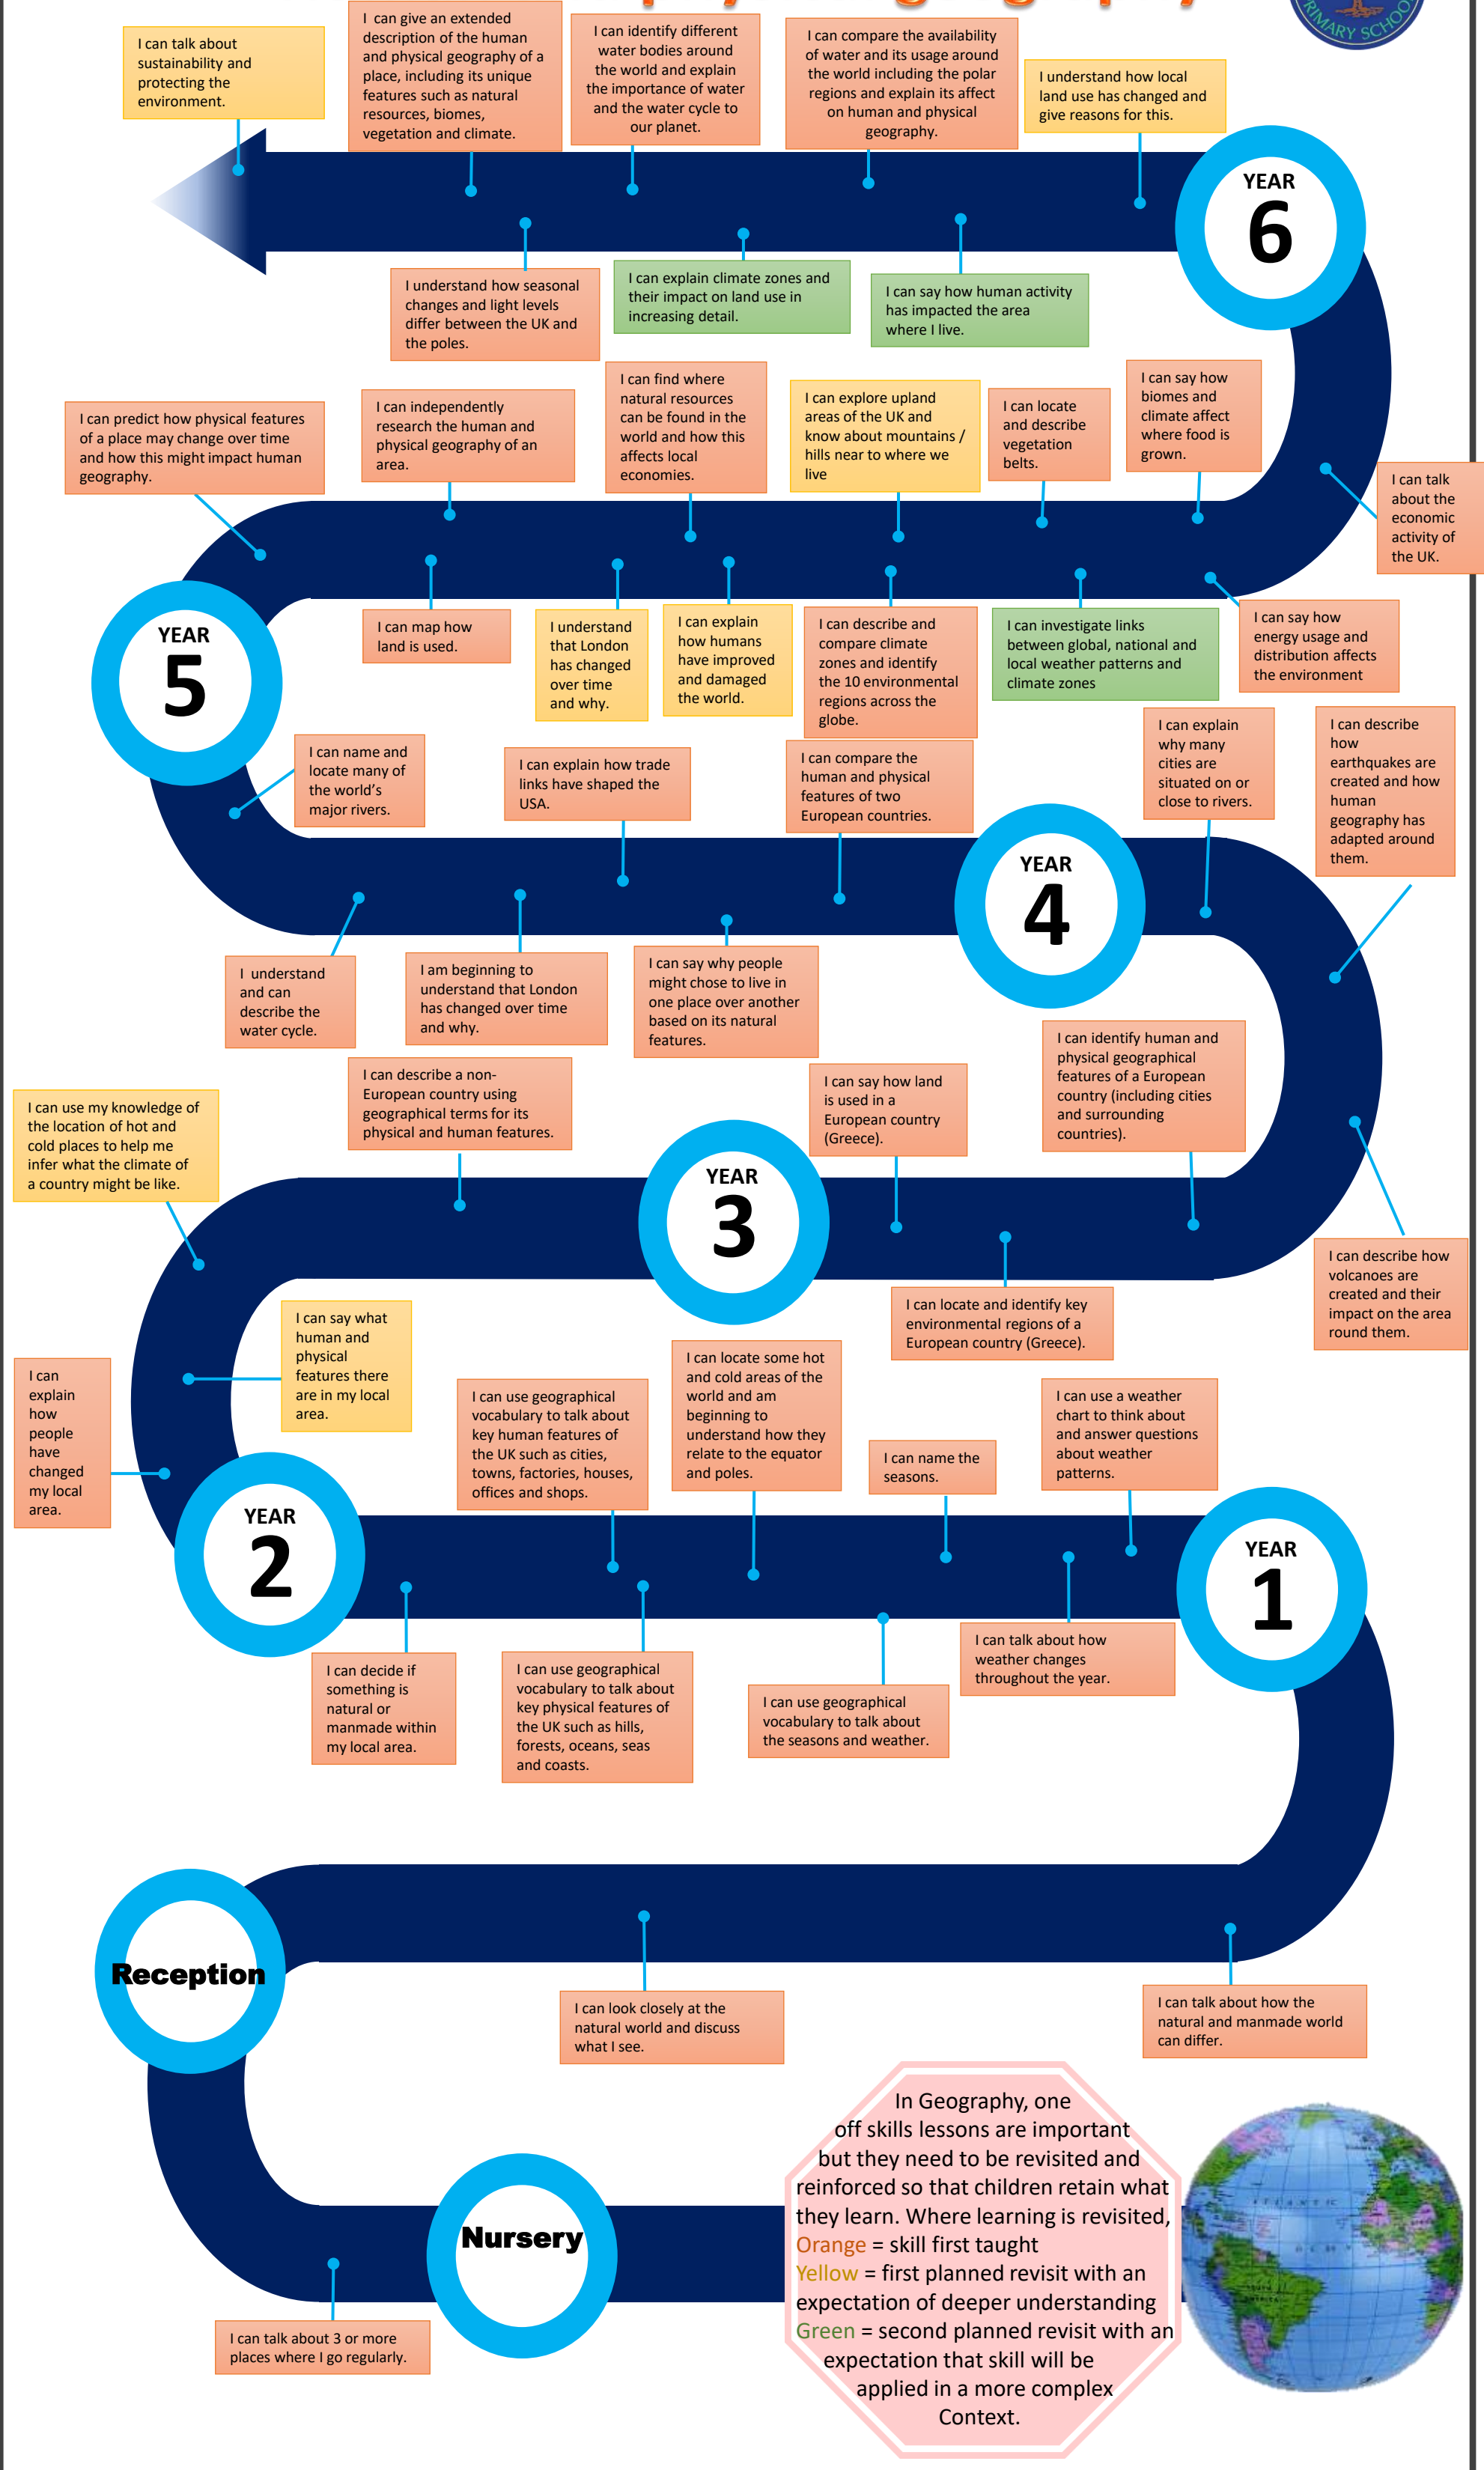 PRIMARY SCHOOL
I can talk about
sustainability and
protecting the
environment.
I  can give an extended
description of the human
and physical geography of a
place, including its unique
features such as natural
resources, biomes,
vegetation and climate.
I can identify different
water bodies around
the world and explain
the importance of water
and the water cycle to
our planet.
I can compare the availability
of water and its usage around
the world including the polar
regions and explain its affect
on human and physical
geography.
I understand how local
land use has changed and
give reasons for this.
YEAR
6
I understand how seasonal
changes and light levels
differ between the UK and
the poles.
I can explain climate zones and
their impact on land use in
increasing detail.
I can say how human activity
has impacted the area
where I live.
I can predict how physical features
of a place may change over time
and how this might impact human
geography.
I can independently
research the human and
physical geography of an
area.
I can find where
natural resources
can be found in the
world and how this
affects local
economies.
I can explore upland
areas of the UK and
know about mountains /
hills near to where we
live
I can locate
and describe
vegetation
belts.
I can say how
biomes and
climate affect
where food is
grown.
I can talk
about the
economic
activity of
the UK.
YEAR
5
I can map how
land is used.
I understand
that London
has changed
over time
and why.
I can explain
how humans
have improved
and damaged
the world.
I can describe and
compare climate
zones and identify
the 10 environmental
regions across the
globe.
I can investigate links
between global, national and
local weather patterns and
climate zones
I can say how
energy usage and
distribution affects
the environment
I can name and
locate many of
the world's
major rivers.
I can explain how trade
links have shaped the
USA.
I can compare the
human and physical
features of two
European countries.
YEAR
4
I can explain
why many
cities are
situated on or
close to rivers.
I can describe
how
earthquakes are
created and how
human
geography has
adapted around
them.
I  understand
and can
describe the
water cycle.
I am beginning to
understand that London
has changed over time
and why.
I can say why people
might chose to live in
one place over another
based on its natural
features.
I can use my knowledge of
the location of hot and
cold places to help me
infer what the climate of
a country might be like.
I can describe a non-
European country using
geographical terms for its
physical and human features.
YEAR
3
I can say how land
is used in a
European country
(Greece).
I can identify human and
physical geographical
features of a European
country (including cities
and surrounding
countries).
I can locate and identify key
environmental regions of a
European country (Greece).
I can describe how
volcanoes are
created and their
impact on the area
round them.
I can
explain
how
people
have
changed
my local
area.
I can say what
human and
physical
features there
are in my local
area.
YEAR
2
I can use geographical
vocabulary to talk about
key human features of
the UK such as cities,
towns, factories, houses,
offices and shops.
I can locate some hot
and cold areas of the
world and am
beginning to
understand how they
relate to the equator
and poles.
I can name the
seasons.
I can use a weather
chart to think about
and answer questions
about weather
patterns.
YEAR
1
I can decide if
something is
natural or
manmade within
my local area.
I can use geographical
vocabulary to talk about
key physical features of
the UK such as hills,
forests, oceans, seas
and coasts.
I can use geographical
vocabulary to talk about
the seasons and weather.
I can talk about how
weather changes
throughout the year.
Reception
I can look closely at the
natural world and discuss
what I see.
I can talk about how the
natural and manmade world
can differ.
Nursery
I can talk about 3 or more
places where I go regularly.
In Geography, one
off skills lessons are important
but they need to be revisited and
reinforced so that children retain what
they learn. Where learning is revisited,
Orange = skill first taught
Yellow = first planned revisit with an
expectation of deeper understanding
Green = second planned revisit with an
expectation that skill will be
applied in a more complex
Context.